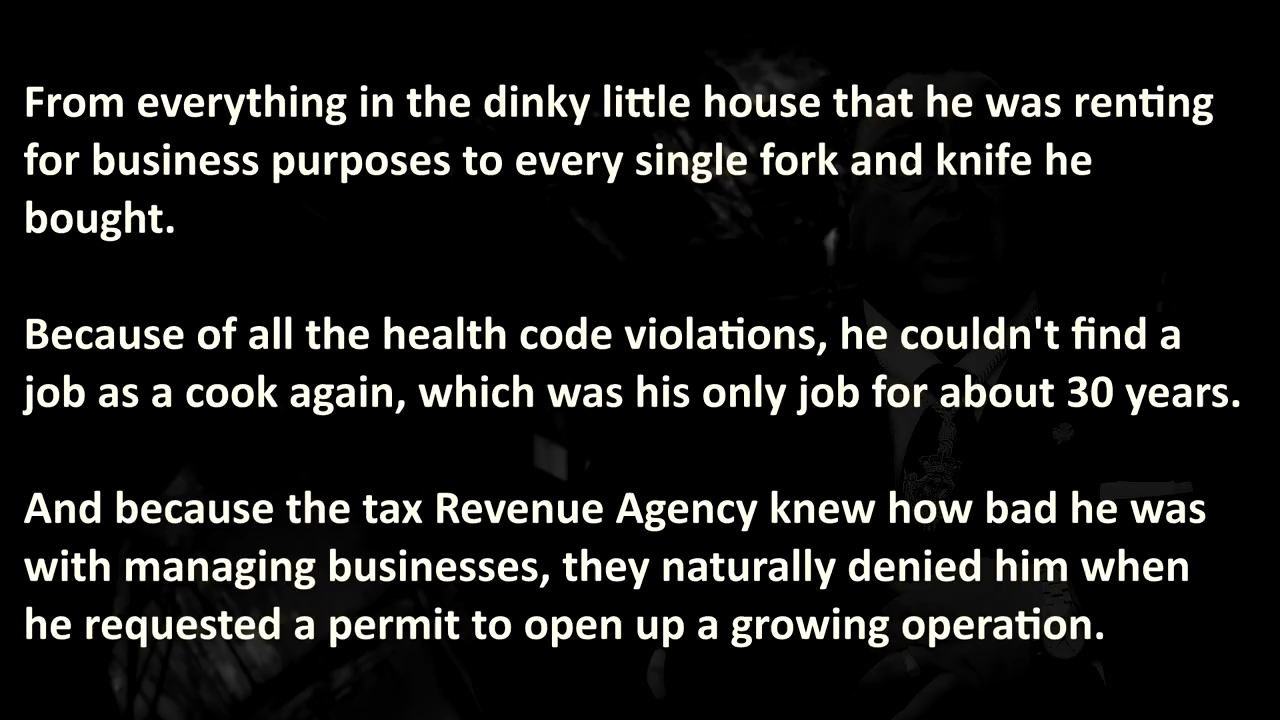 From everything in the dinky little house that he was renting
for business purposes to every single fork and knife he
bought.
Because of all the health code violations, he couldn't find a
job as a cook again, which was his only job for about 30 years.
And because the tax Revenue Agency knew how bad he was
with managing businesses, they naturally denied him when
he requested a permit to open up a growing operation.